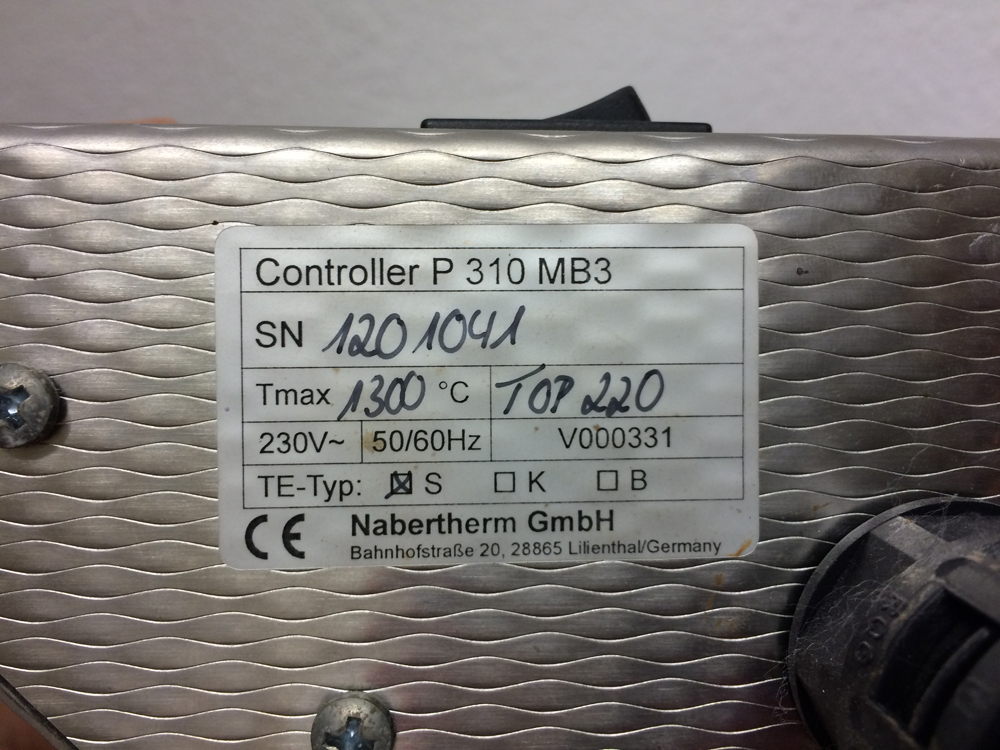 Controller P 310 MB3
SN 1201041
Tmax 1300 °C TOP 220
230V~ 50/60Hz V000331
TE-Typ: ☒ S ☐ K ☐ B
CE Nabertherm GmbH
Bahnhofstraße 20, 28865 Lilienthal/Germany